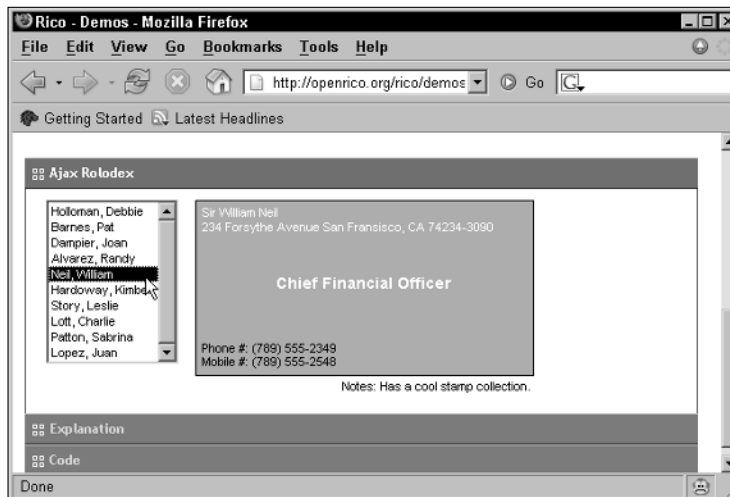 Rico - Demos - Mozilla Firefox
File Edit View Go Bookmarks Tools Help
http://openrico.org/rico/demos Go G
Getting Started Latest Headlines
Ajax Rolodex
Holloman, Debbie
Barnes, Pat
Dampier, Joan
Alvarez, Randy
Neil, William
Hardoway, Kimbe
Story, Leslie
Lott, Charlie
Patton, Sabrina
Lopez, Juan
Sir William Neil
234 Forsythe Avenue San Fransisco, CA 74234-3090
Chief Financial Officer
Phone #: (789) 555-2349
Mobile #: (789) 555-2548
Notes: Has a cool stamp collection.
Explanation
Code
Done